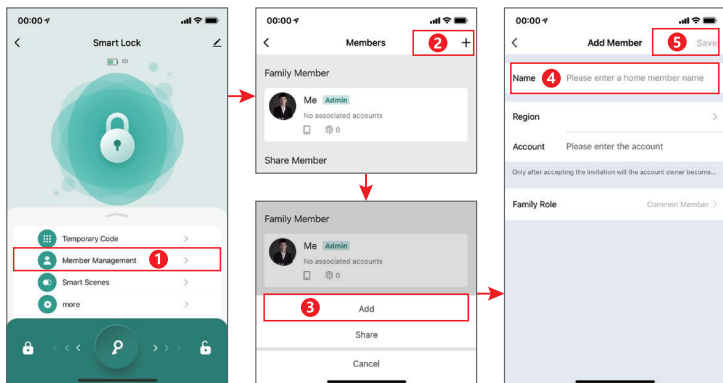 00:00
Smart Lock
Temporary Code
Member Management
1
Smart Scenes
more
00:00
Members
2
+
Family Member
Me Admin
No associated accounts
0
Share Member
Family Member
Me Admin
No associated accounts
0
3
Add
Share
Cancel
00:00
Add Member
5
Save
Name
4
Please enter a home member name
Region
Account Please enter the account
Only after accepting the invitation will the account owner become...
Family Role Common Member